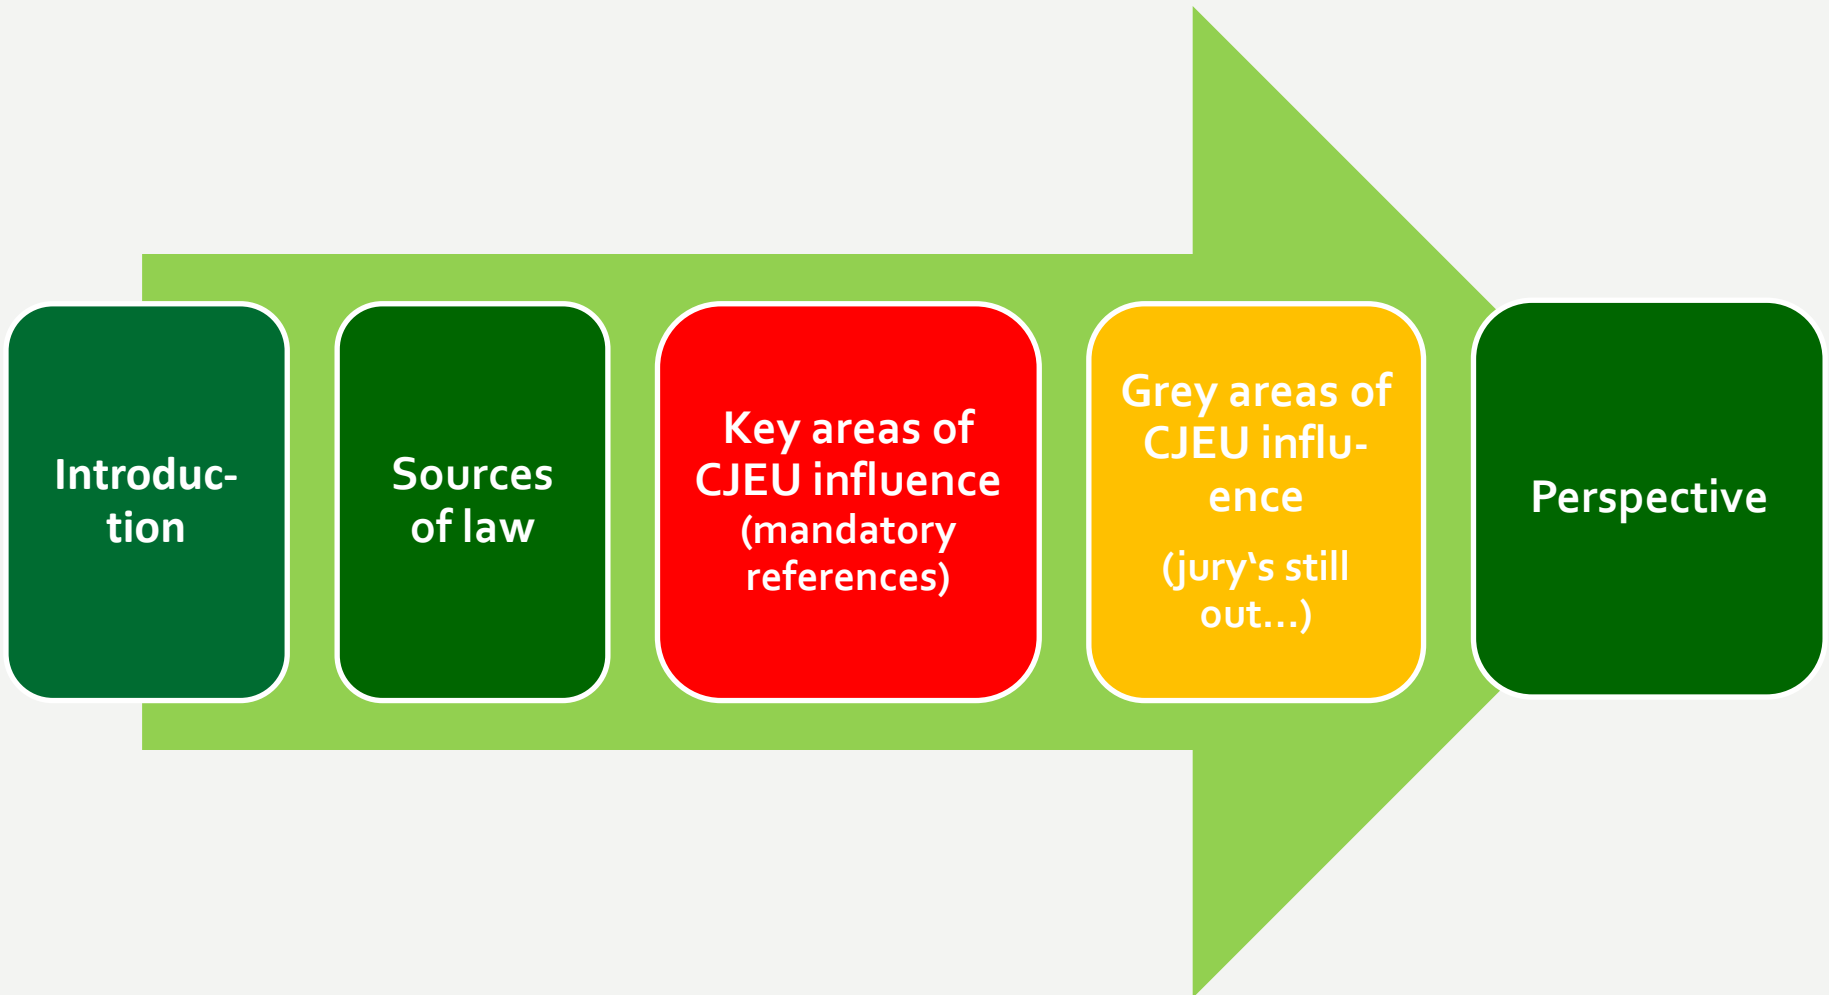 Introduc-
tion
Sources
of law
Key areas of
CJEU influence
(mandatory
references)
Grey areas of
CJEU influ-
ence
(jury‘s still
out...)
Perspective